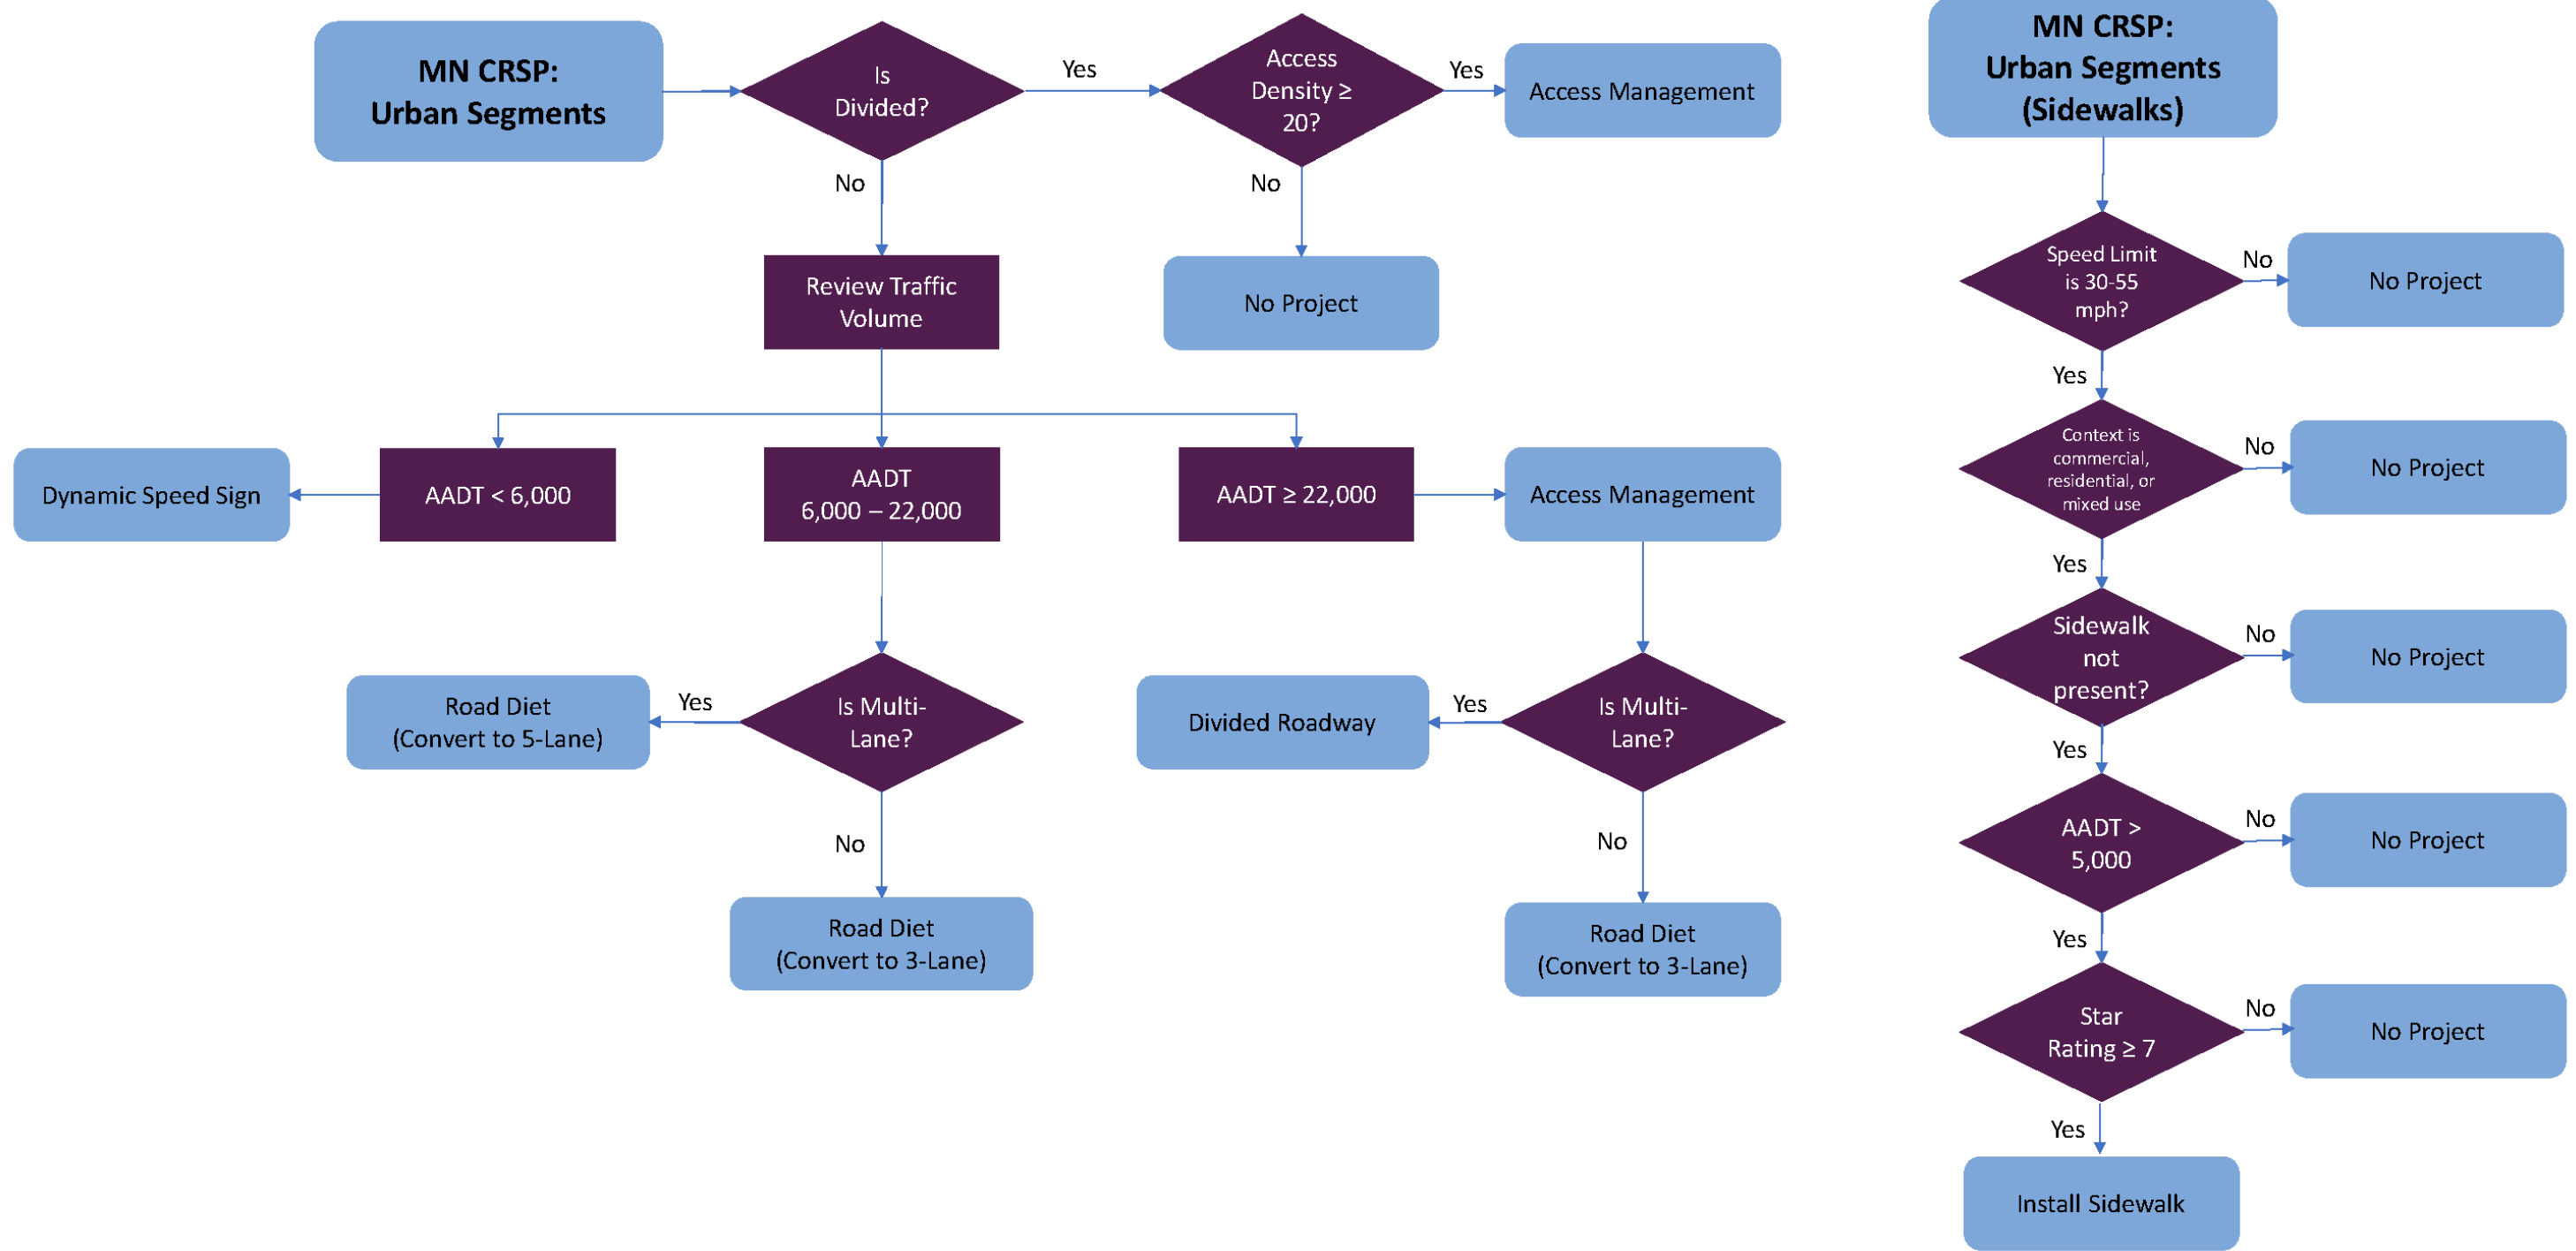 MN CRSP:
Urban Segments
Is
Divided?
Yes
Access
Density ≥
20?
Yes
Access Management
No
No
Review Traffic
Volume
No Project
Dynamic Speed Sign
AADT < 6,000
AADT
6,000 – 22,000
AADT ≥ 22,000
Access Management
Road Diet
(Convert to 5-Lane)
Yes
Is Multi-
Lane?
Divided Roadway
Yes
Is Multi-
Lane?
No
No
Road Diet
(Convert to 3-Lane)
Road Diet
(Convert to 3-Lane)
MN CRSP:
Urban Segments
(Sidewalks)
Speed Limit
is 30-55
mph?
No
No Project
Yes
Context is
commercial,
residential, or
mixed use
No
No Project
Yes
Sidewalk
not
present?
No
No Project
Yes
AADT >
5,000
No
No Project
Yes
Star
Rating ≥ 7
No
No Project
Yes
Install Sidewalk